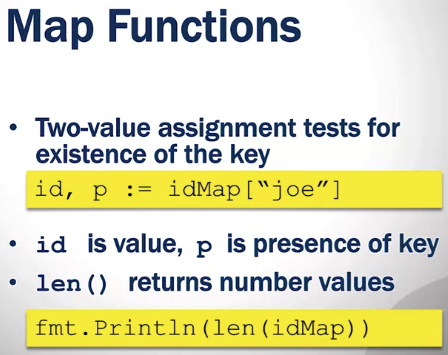 Map Functions
• Two-value assignment tests for
existence of the key
id, p := idMap[“joe”]
• id is value, p is presence of key
• len() returns number values
fmt.Println(len(idMap))